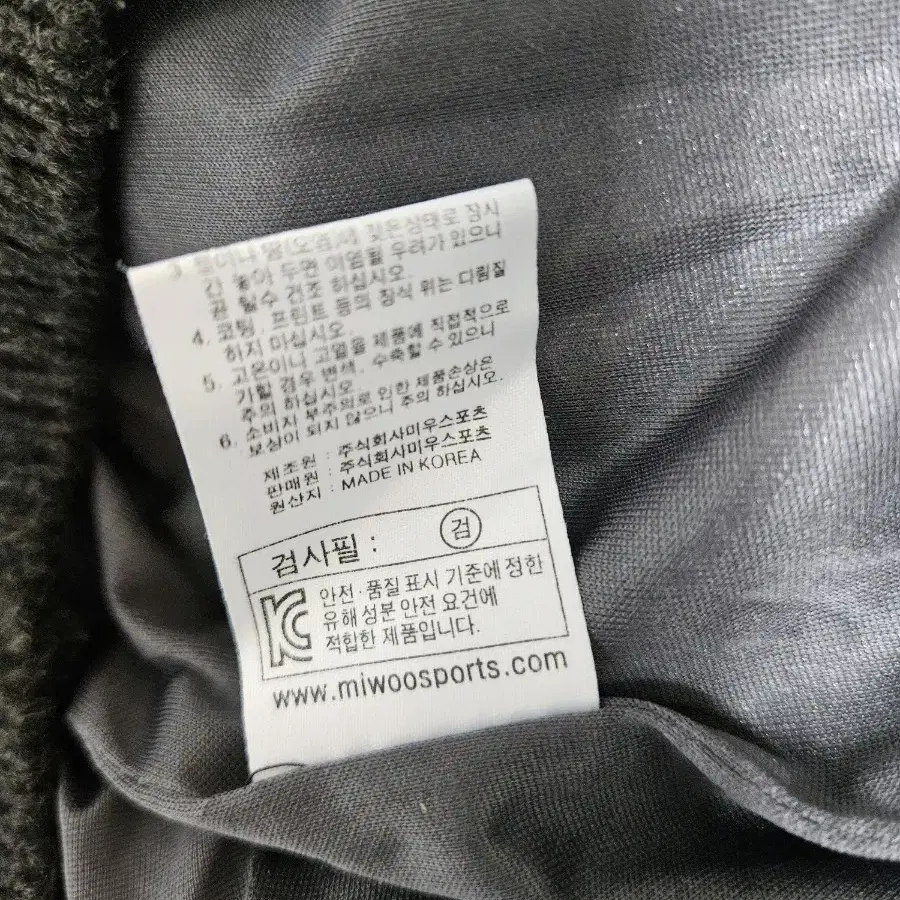 3. 물이나 땀(오염)에 젖은상태로 장시
간 놓아 두면 이염될 우려가 있으니
곧 탈수 건조 하십시오.
4. 코팅, 프린트 등의 장식 위는 다림질
하지 마십시오.
5. 고온이나 고열을 제품에 직접적으로
가할 경우 변색, 수축할 수 있으니
주의 하십시오.
6. 소비자 부주의로 인한 제품손상은
보상이 되지 않으니 주의 하십시오.
제조원 : 주식회사미우스포츠
판매원 : 주식회사미우스포츠
원산지 : MADE IN KOREA
검사필 : 검
안전·품질 표시 기준에 정한
유해 성분 안전 요건에
적합한 제품입니다.
www.miwoosports.com